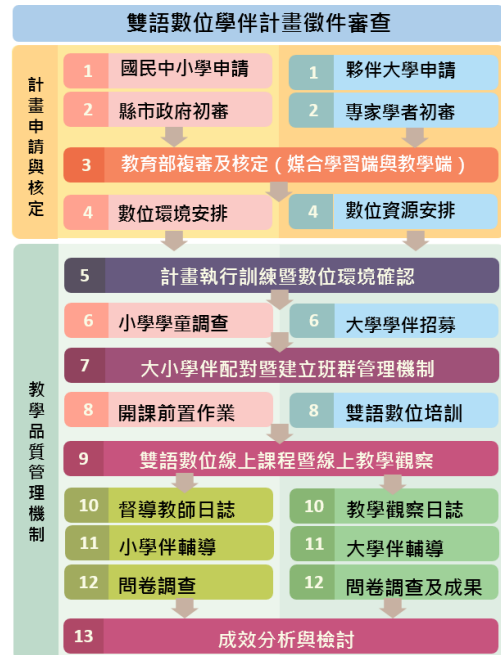 雙語數位學伴計畫徵件審查
計畫申請與核定
1 國民中小學申請
1 夥伴大學申請
2 縣市政府初審
2 專家學者初審
3 教育部複審及核定(媒合學習端與教學端)
4 數位環境安排
4 數位資源安排
教學品質管理機制
5 計畫執行訓練暨數位環境確認
6 小學學童調查
6 大學學伴招募
7 大小學伴配對暨建立班群管理機制
8 開課前置作業
8 雙語數位培訓
9 雙語數位線上課程暨線上教學觀察
10 督導教師日誌
10 教學觀察日誌
11 小學伴輔導
11 大學伴輔導
12 問卷調查
12 問卷調查及成果
13 成效分析與檢討